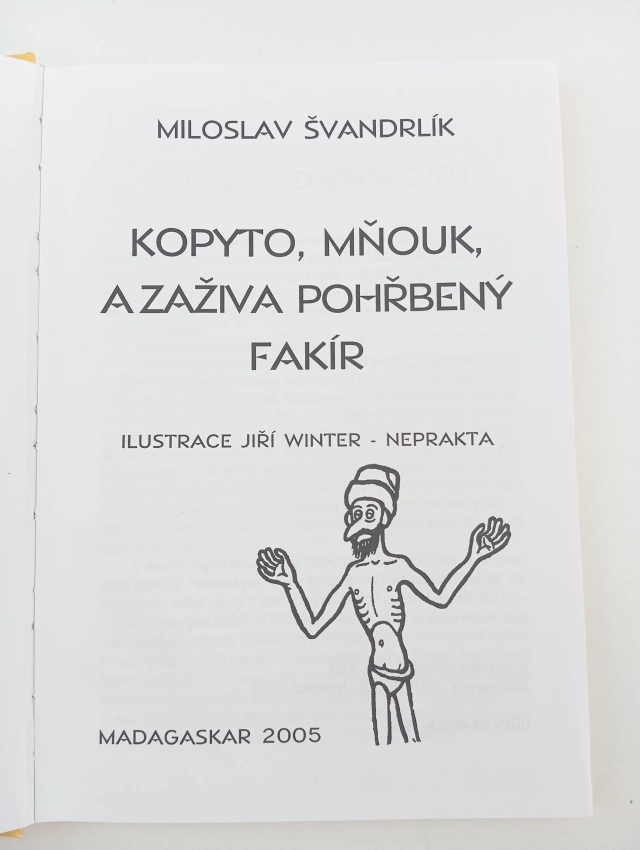 MILOSLAV ŠVANDRLÍK
KOPYTO, MŇOUK,
A ZAŽIVA POHŘBENÝ
FAKÍR
ILUSTRACE JIŘÍ WINTER - NEPRAKTA
MADAGASKAR 2005